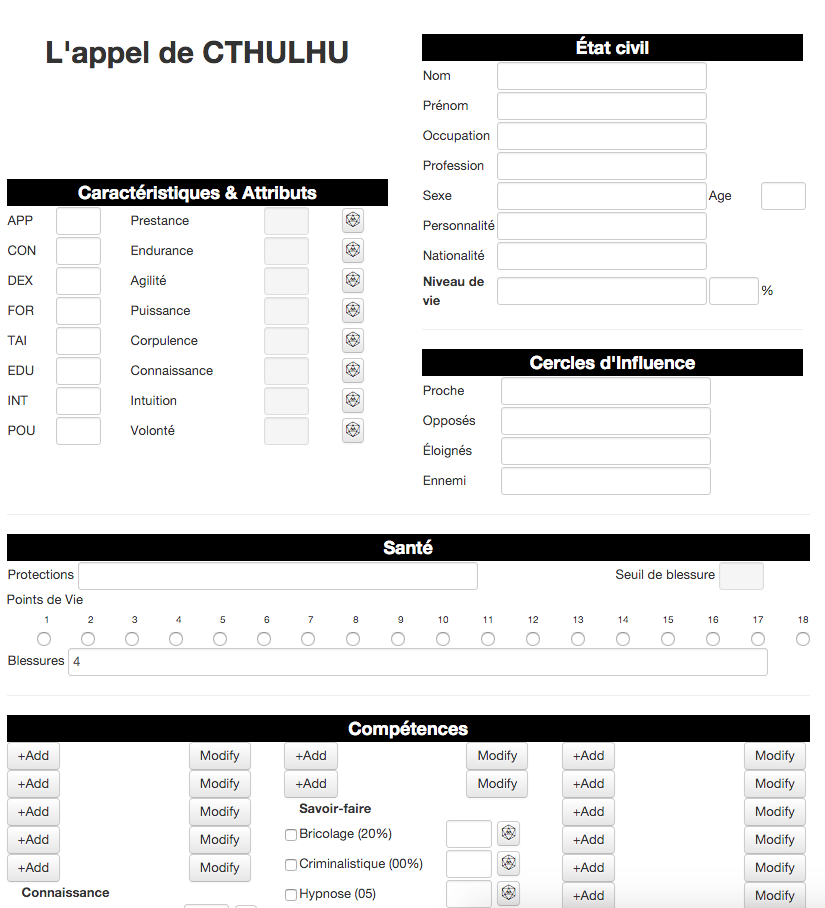 L'appel de CTHULHU
Caractéristiques & Attributs
APP Prestance
CON Endurance
DEX Agilité
FOR Puissance
TAI Corpulence
EDU Connaissance
INT Intuition
POU Volonté
État civil
Nom
Prénom
Occupation
Profession
Sexe Age
Personnalité
Nationalité
Niveau de
vie %
Cercles d'Influence
Proche
Opposés
Éloignés
Ennemi
Santé
Protections Seuil de blessure
Points de Vie
1 2 3 4 5 6 7 8 9 10 11 12 13 14 15 16 17 18
Blessures 4
Compétences
+Add Modify +Add Modify +Add Modify
+Add Modify +Add Modify +Add Modify
+Add Modify Savoir-faire +Add Modify
+Add Modify Bricolage (20%) +Add Modify
+Add Modify Criminalistique (00%) +Add Modify
Connaissance Hypnose (05) +Add Modify